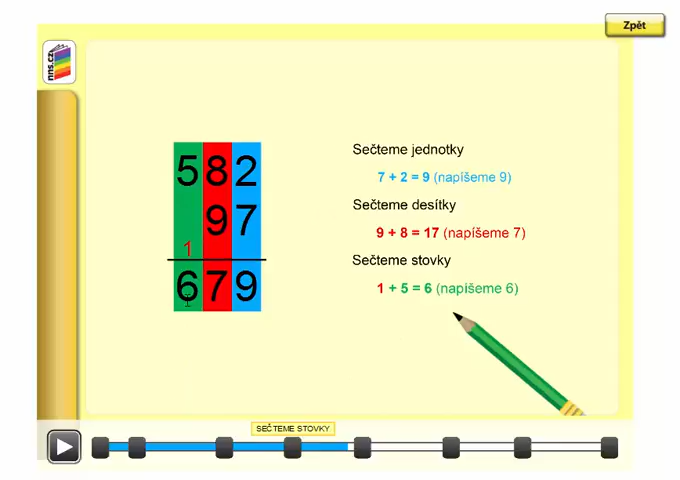 Zpět
nns.cz
582
97
1
679
Sečteme jednotky
7 + 2 = 9 (napíšeme 9)
Sečteme desítky
9 + 8 = 17 (napíšeme 7)
Sečteme stovky
1 + 5 = 6 (napíšeme 6)
SEČTEME STOVKY